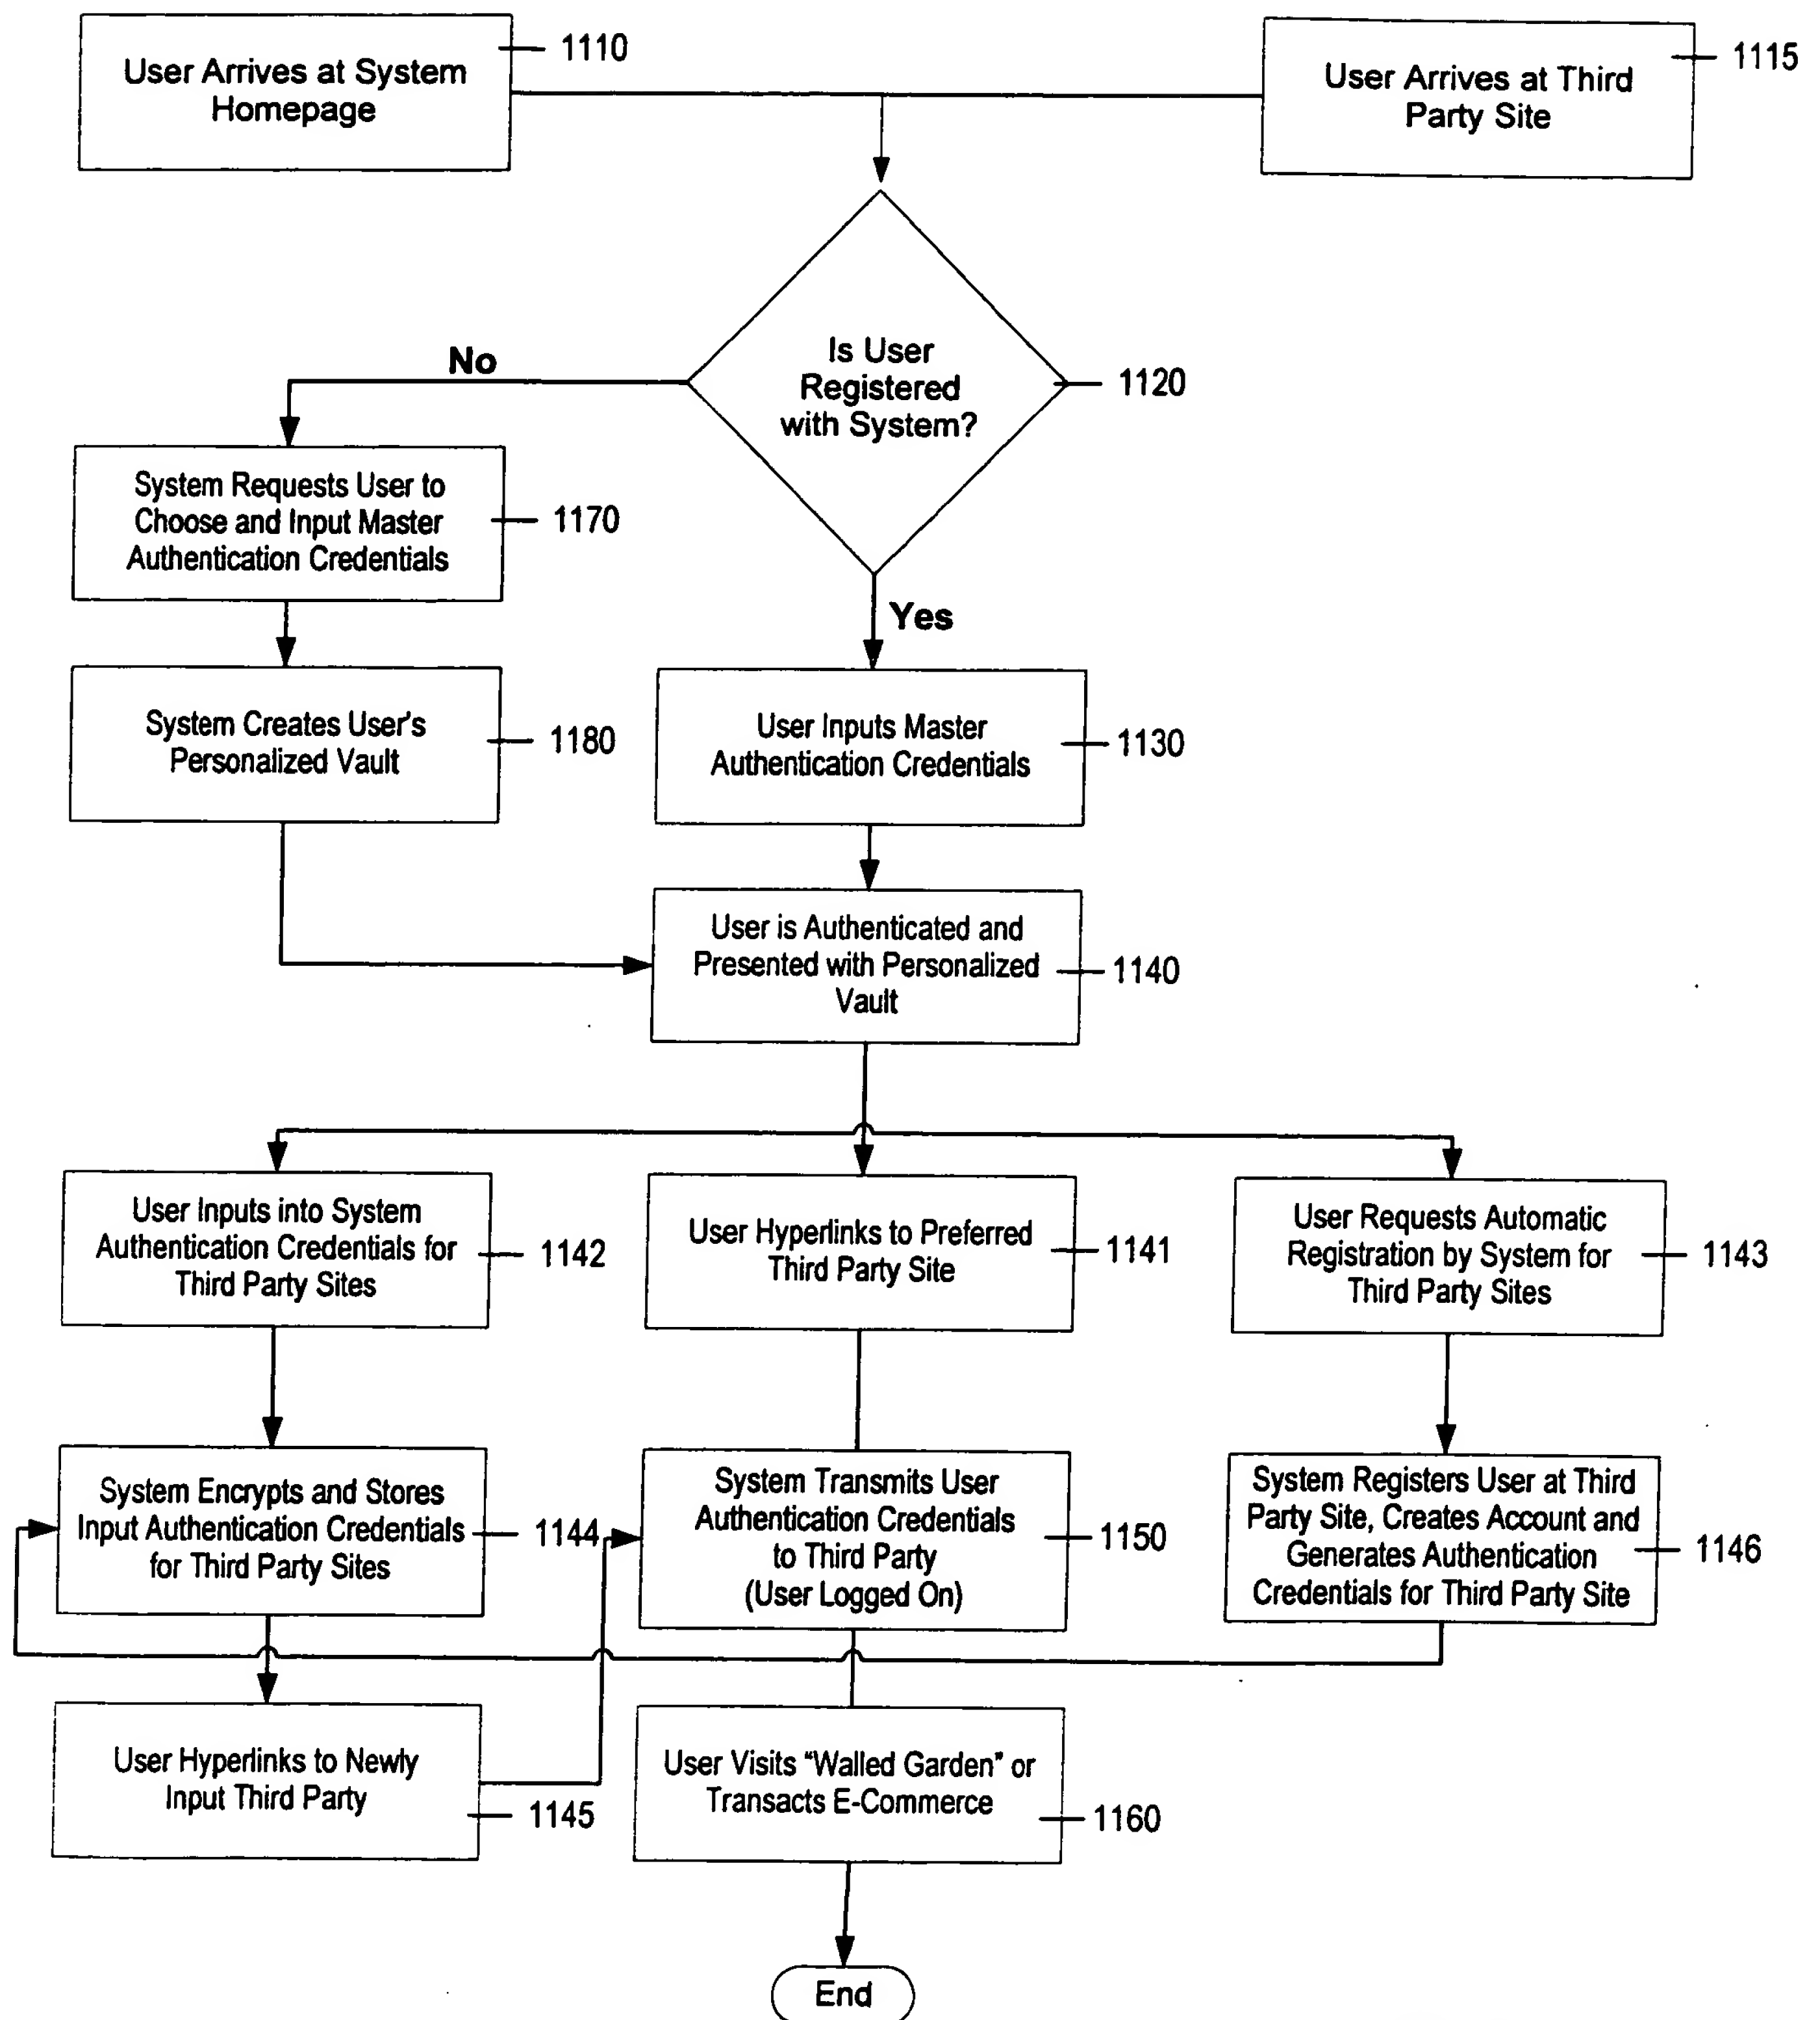 User Arrives at System
Homepage
1110
User Arrives at Third
Party Site
1115
Is User
Registered
with System?
1120
No
Yes
System Requests User to
Choose and Input Master
Authentication Credentials
1170
System Creates User's
Personalized Vault
1180
User Inputs Master
Authentication Credentials
1130
User is Authenticated and
Presented with Personalized
Vault
1140
User Inputs into System
Authentication Credentials for
Third Party Sites
1142
User Hyperlinks to Preferred
Third Party Site
1141
User Requests Automatic
Registration by System for
Third Party Sites
1143
System Encrypts and Stores
Input Authentication Credentials
for Third Party Sites
1144
System Transmits User
Authentication Credentials
to Third Party
(User Logged On)
1150
System Registers User at Third
Party Site, Creates Account and
Generates Authentication
Credentials for Third Party Site
1146
User Hyperlinks to Newly
Input Third Party
1145
User Visits "Walled Garden" or
Transacts E-Commerce
1160
End